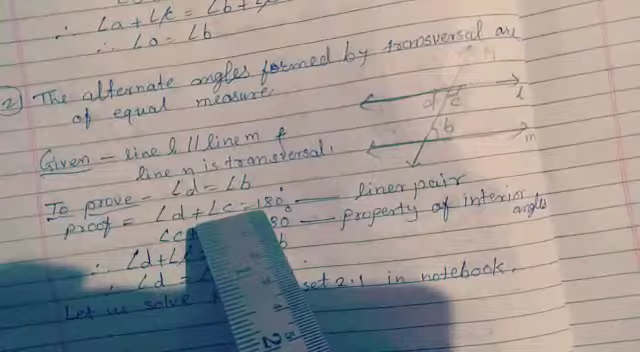 ∴ ∠a + ∠c = ∠b +
∴ ∠a = ∠b
2) The alternate angles formed by transversal are
of equal measure.
n
l
d c
b
m
Given - line l || line m &
line n is transversal.
To prove - ∠d = ∠b
proof = ∠d + ∠c = 180° — liner pair
∠c 80° — property of interior
angles
∴ ∠d + ∠c b
∴ ∠d =
Let us solve set 2.1 in notebook.